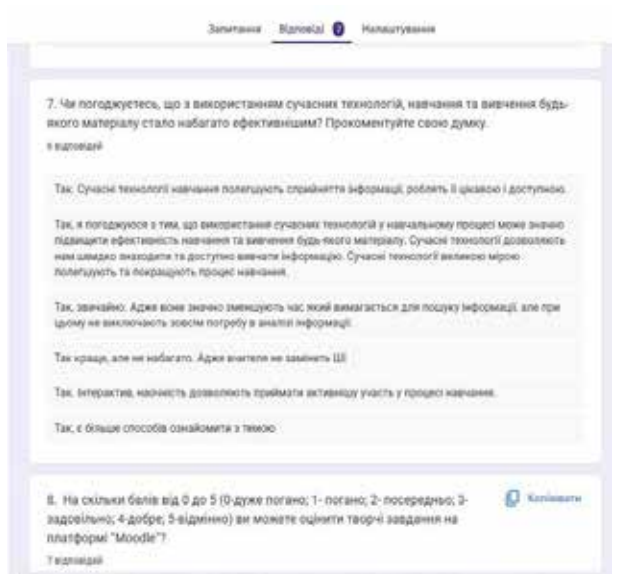 Запитання Відповіді 7 Налаштування
7. Чи погоджуєтесь, що з використанням сучасних технологій, навчання та вивчення будь-
якого матеріалу стало набагато ефективнішим? Прокоментуйте свою думку.
6 відповідей
Так. Сучасні технології навчання полегшують сприйняття інформації, роблять її цікавою і доступною.
Так, я погоджуюся з тим, що використання сучасних технологій у навчальному процесі може значно
підвищити ефективність навчання та вивчення будь-якого матеріалу. Сучасні технології дозволяють
нам швидко знаходити та доступно вивчати інформацію. Сучасні технології великою мірою
полегшують та покращують процес навчання.
Так, звичайно. Адже вони значно зменшують час який вимагається для пошуку інформації, але при
цьому не виключають зовсім потребу в аналізі інформації.
Так краще, але не набагато. Адже вчителя не замінить ШІ
Так. Інтерактив, наочність дозволяють приймати активнішу участь у процесі навчання.
Так, є більше способів ознайомити з темою
8. На скільки балів від 0 до 5 (0-дуже погано; 1- погано; 2- посередньо; 3-
задовільно; 4-добре; 5-відмінно) ви можете оцінити творчі завдання на
платформі "Moodle"?
Копіювати
7 відповідей